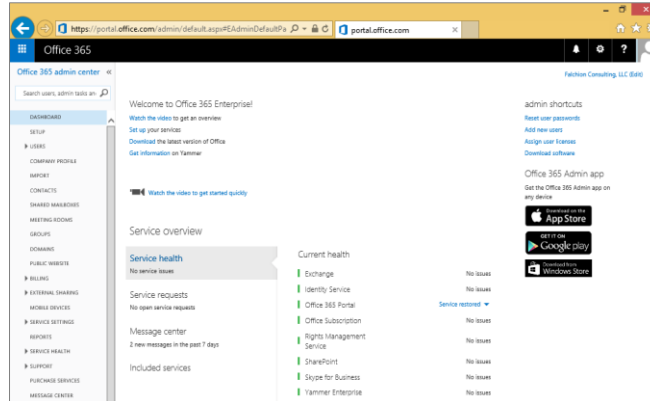 https://portal.office.com/admin/default.aspx#EAdminDefaultPa
portal.office.com
Office 365
?
Office 365 admin center «
Falchion Consulting, LLC (Edit)
Search users, admin tasks an
DASHBOARD
SETUP
USERS
COMPANY PROFILE
IMPORT
CONTACTS
SHARED MAILBOXES
MEETING ROOMS
GROUPS
DOMAINS
PUBLIC WEBSITE
BILLING
EXTERNAL SHARING
MOBILE DEVICES
SERVICE SETTINGS
REPORTS
SERVICE HEALTH
SUPPORT
PURCHASE SERVICES
MESSAGE CENTER
Welcome to Office 365 Enterprise!
Watch the video to get an overview
Set up your services
Download the latest version of Office
Get information on Yammer
Watch the video to get started quickly
Service overview
Service health
No service issues
Service requests
No open service requests
Message center
2 new messages in the past 7 days
Included services
Current health
Exchange No issues
Identity Service No issues
Office 365 Portal Service restored
Office Subscription No issues
Rights Management
Service No issues
SharePoint No issues
Skype for Business No issues
Yammer Enterprise No issues
admin shortcuts
Reset user passwords
Add new users
Assign user licenses
Download software
Office 365 Admin app
Get the Office 365 Admin app on
any device
Download on the
App Store
GET IT ON
Google play
Download from
Windows Store